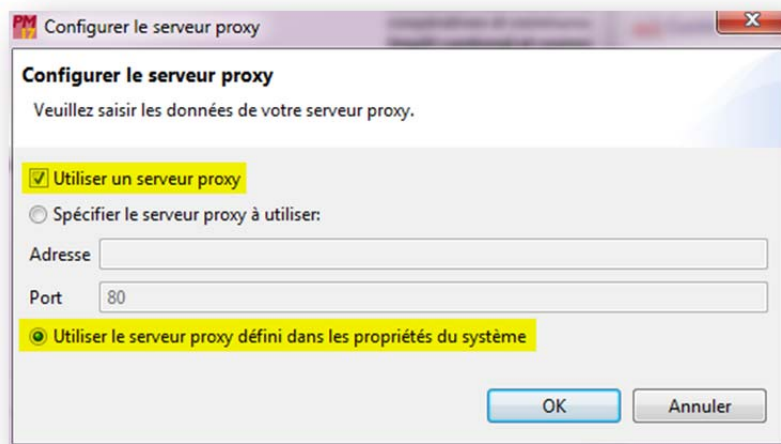 PM 17 Configurer le serveur proxy
Configurer le serveur proxy
Veuillez saisir les données de votre serveur proxy.
Utiliser un serveur proxy
Spécifier le serveur proxy à utiliser:
Adresse
Port 80
Utiliser le serveur proxy défini dans les propriétés du système
OK Annuler